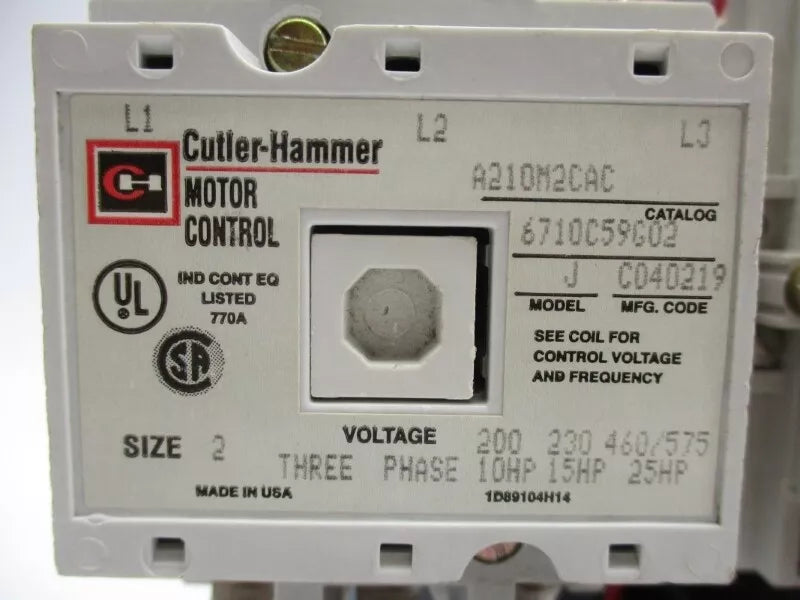 L1 L2 L3
Cutler-Hammer
MOTOR
CONTROL
A210M2CAC
CATALOG
6710C59G02
J C040219
MODEL MFG. CODE
UL
IND CONT EQ
LISTED
770A
SA
SEE COIL FOR
CONTROL VOLTAGE
AND FREQUENCY
SIZE 2
VOLTAGE 200 230 460/575
THREE PHASE 10HP 15HP 25HP
MADE IN USA
1D89104H14